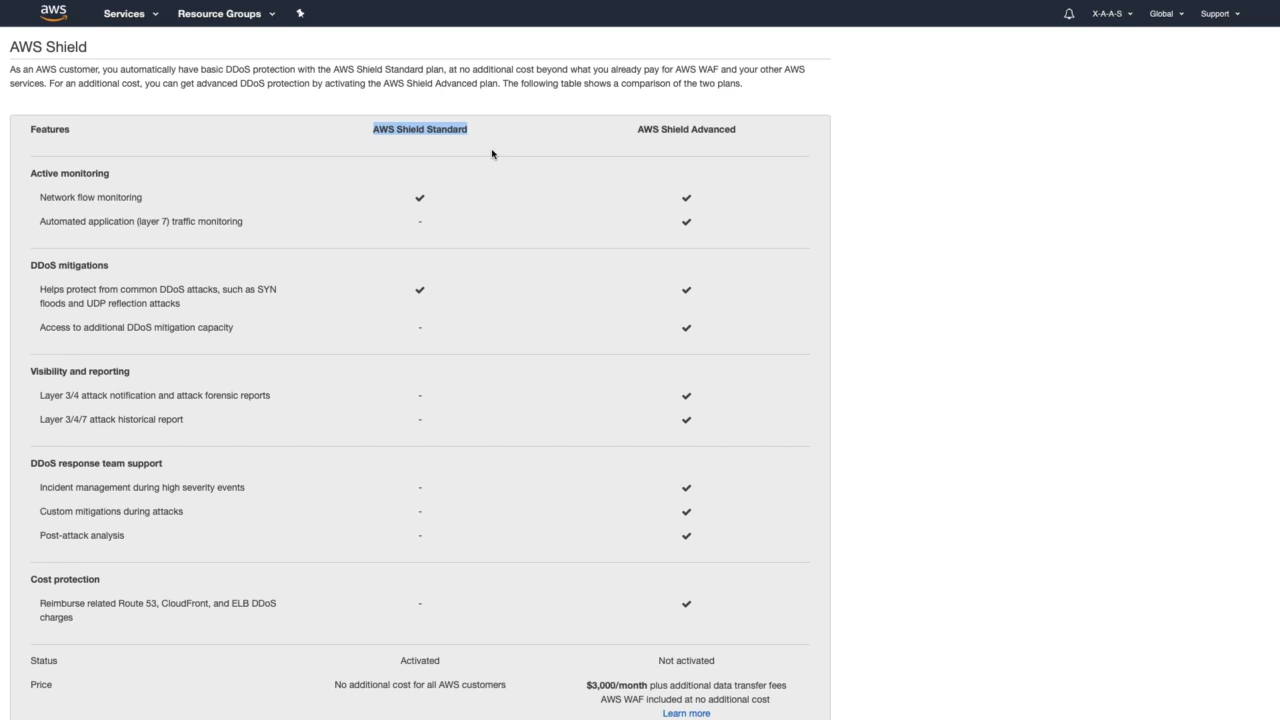 aws Services Resource Groups X-A-A-S Global Support
AWS Shield
As an AWS customer, you automatically have basic DDoS protection with the AWS Shield Standard plan, at no additional cost beyond what you already pay for AWS WAF and your other AWS
services. For an additional cost, you can get advanced DDoS protection by activating the AWS Shield Advanced plan. The following table shows a comparison of the two plans.
Features AWS Shield Standard AWS Shield Advanced
Active monitoring
Network flow monitoring ✔ ✔
Automated application (layer 7) traffic monitoring - ✔
DDoS mitigations
Helps protect from common DDoS attacks, such as SYN ✔ ✔
floods and UDP reflection attacks
Access to additional DDoS mitigation capacity - ✔
Visibility and reporting
Layer 3/4 attack notification and attack forensic reports - ✔
Layer 3/4/7 attack historical report - ✔
DDoS response team support
Incident management during high severity events - ✔
Custom mitigations during attacks - ✔
Post-attack analysis - ✔
Cost protection
Reimburse related Route 53, CloudFront, and ELB DDoS - ✔
charges
Status Activated Not activated
Price No additional cost for all AWS customers $3,000/month plus additional data transfer fees
AWS WAF included at no additional cost
Learn more